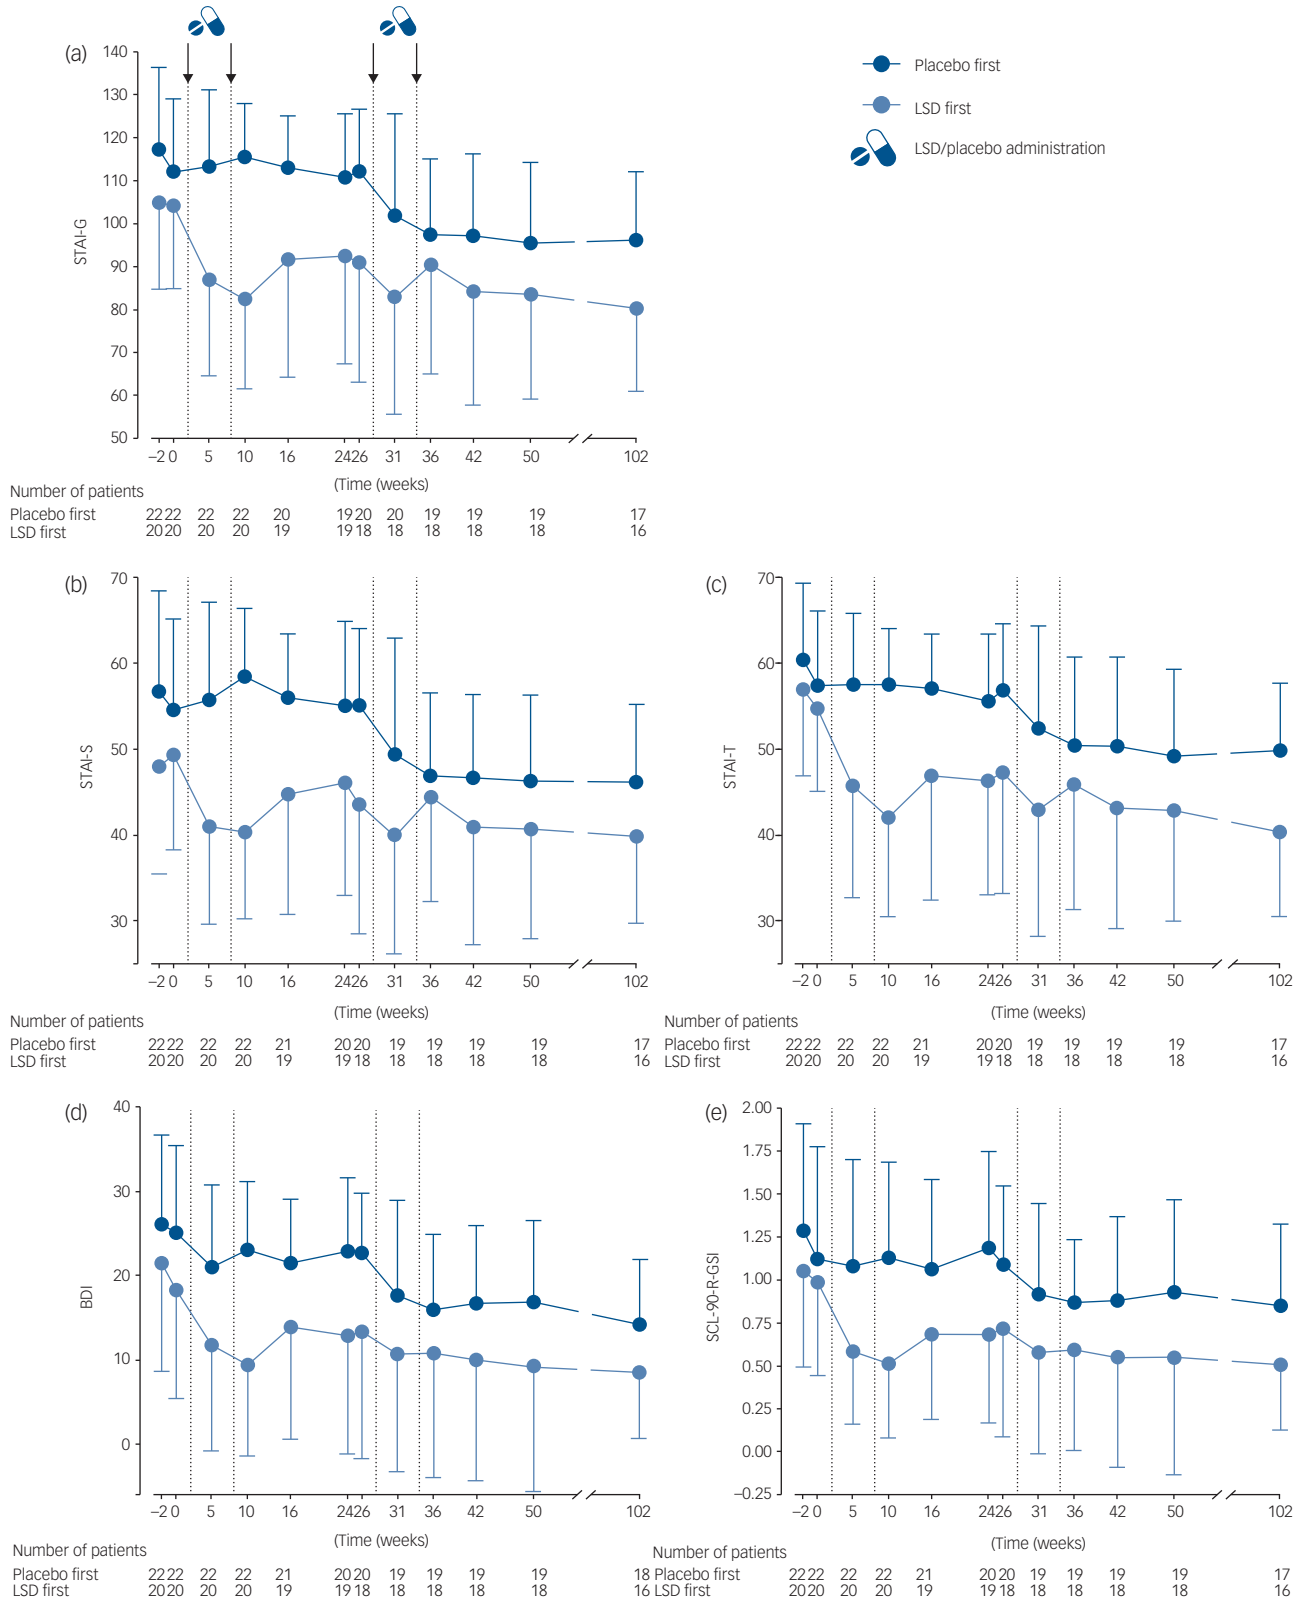 (a)
Placebo first
LSD first
LSD/placebo administration
STAI-G
140
130
120
110
100
90
80
70
60
50
–2 0 5 10 16 24 26 31 36 42 50 102
(Time (weeks)
Number of patients
Placebo first 22 22 22 22 20 19 20 20 19 19 19 17
LSD first 20 20 20 20 19 19 18 18 18 18 18 16
(b)
STAI-S
70
60
50
40
30
–2 0 5 10 16 24 26 31 36 42 50 102
(Time (weeks)
Number of patients
Placebo first 22 22 22 22 21 20 20 19 19 19 19 17
LSD first 20 20 20 20 19 19 18 18 18 18 18 16
(c)
STAI-T
70
60
50
40
30
–2 0 5 10 16 24 26 31 36 42 50 102
(Time (weeks)
Number of patients
Placebo first 22 22 22 22 21 20 20 19 19 19 19 17
LSD first 20 20 20 20 19 19 18 18 18 18 18 16
(d)
BDI
40
30
20
10
0
–2 0 5 10 16 24 26 31 36 42 50 102
(Time (weeks)
Number of patients
Placebo first 22 22 22 22 21 20 20 19 19 19 19 18
LSD first 20 20 20 20 19 19 18 18 18 18 18 16
(e)
SCL-90-R-GSI
2.00
1.75
1.50
1.25
1.00
0.75
0.50
0.25
0.00
–0.25
–2 0 5 10 16 24 26 31 36 42 50 102
(Time (weeks)
Number of patients
Placebo first 22 22 22 22 21 20 20 19 19 19 19 17
LSD first 20 20 20 20 19 19 18 18 18 18 18 16